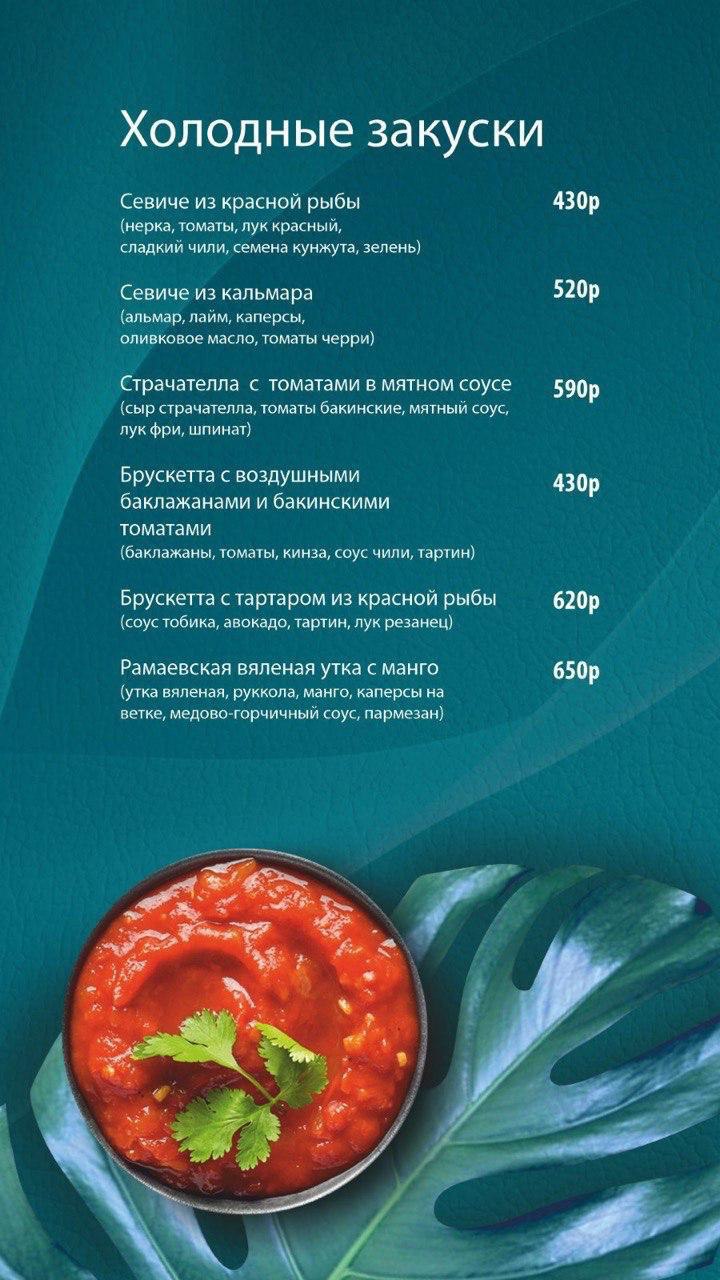 Холодные закуски
Севиче из красной рыбы 430р
(нерка, томаты, лук красный,
сладкий чили, семена кунжута, зелень)
Севиче из кальмара 520р
(альмар, лайм, каперсы,
оливковое масло, томаты черри)
Страчателла с томатами в мятном соусе 590р
(сыр страчателла, томаты бакинские, мятный соус,
лук фри, шпинат)
Брускетта с воздушными 430р
баклажанами и бакинскими
томатами
(баклажаны, томаты, кинза, соус чили, тартин)
Брускетта с тартаром из красной рыбы 620р
(соус тобика, авокадо, тартин, лук резанец)
Рамаевская вяленая утка с манго 650р
(утка вяленая, руккола, манго, каперсы на
ветке, медово-горчичный соус, пармезан)